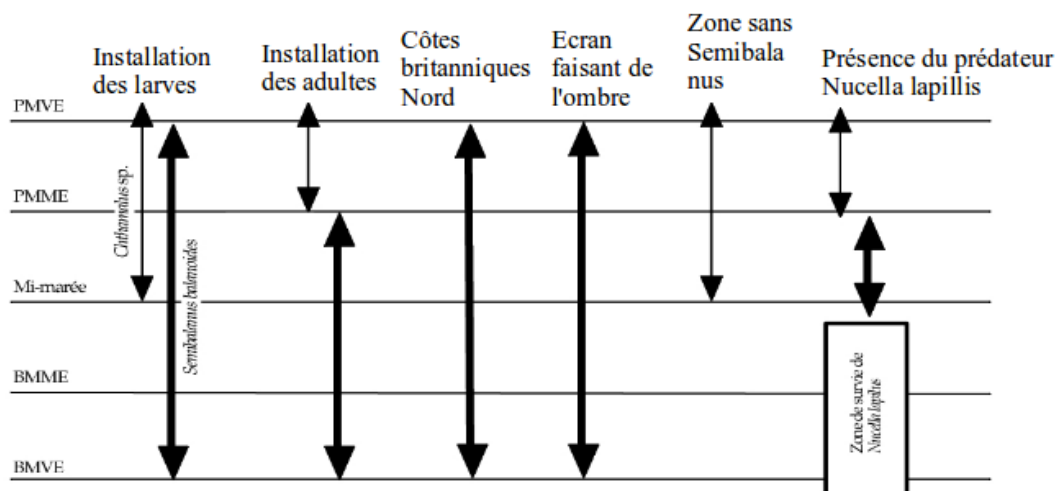 Installation
des larves
Installation
des adultes
Côtes
britanniques
Nord
Ecran
faisant de
l'ombre
Zone sans
Semibala
nus
Présence du prédateur
Nucella lapillis
PMVE
PMME
Mi-marée
BMME
BMVE
Chthamalus sp.
Semibalanus balanoides
Zone de survie de
Nucella lapilus